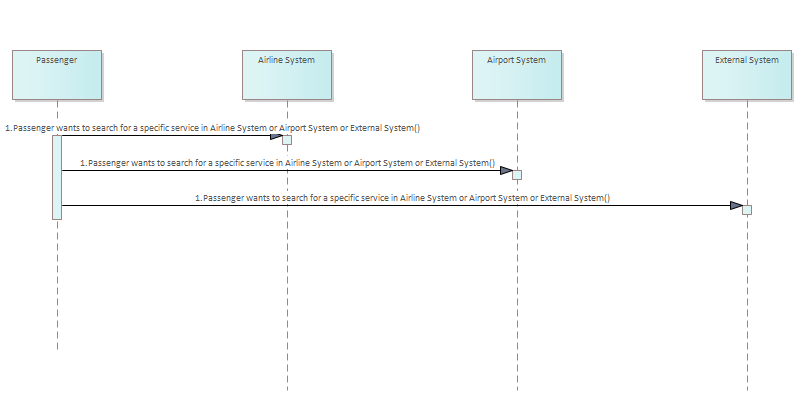 Passenger
Airline System
Airport System
External System
1.Passenger wants to search for a specific service in Airline System or Airport System or External System()
1.Passenger wants to search for a specific service in Airline System or Airport System or External System()
1.Passenger wants to search for a specific service in Airline System or Airport System or External System()